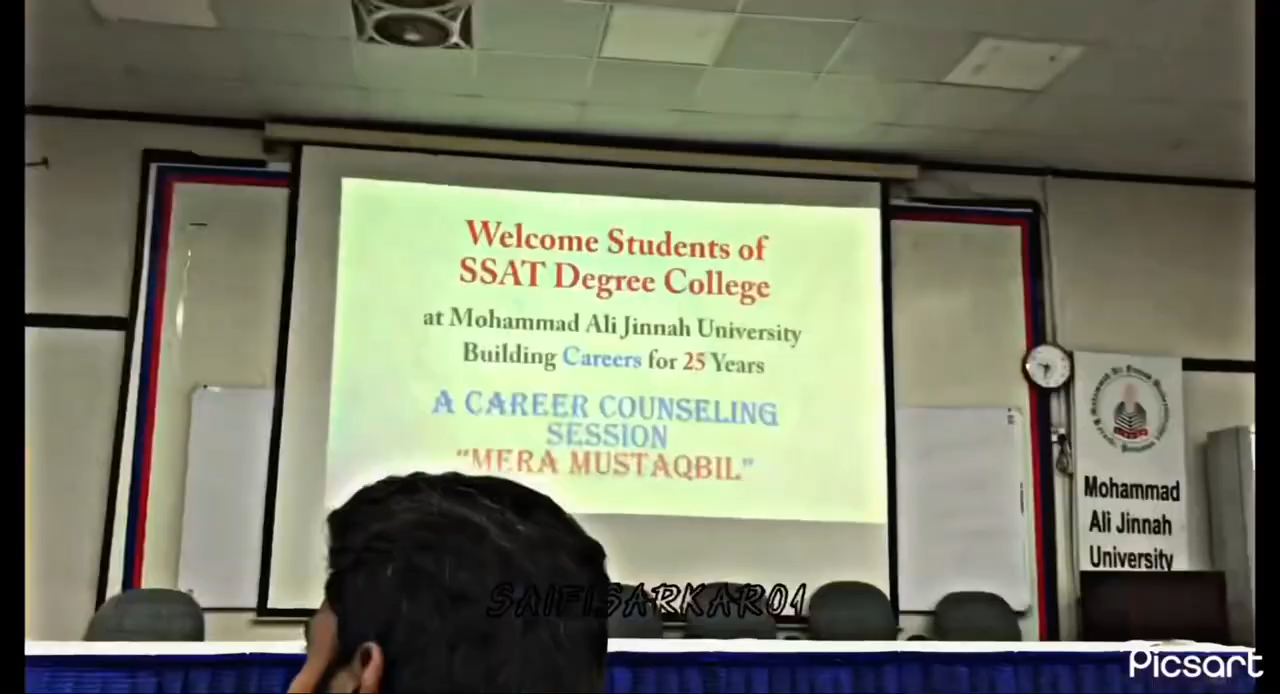 Welcome Students of
SSAT Degree College
at Mohammad Ali Jinnah University
Building Careers for 25 Years
A CAREER COUNSELING
SESSION
"MERA MUSTAQBIL"
Mohammad
Ali Jinnah
University
SAIFISARKAR01
Picsart